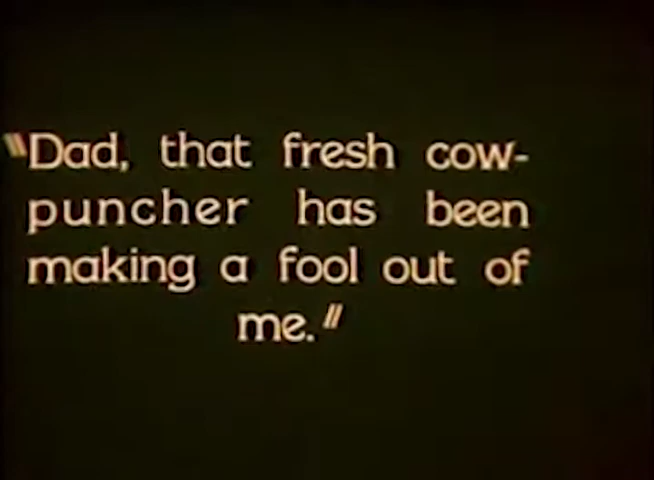 "Dad, that fresh cow-
puncher has been
making a fool out of
me."